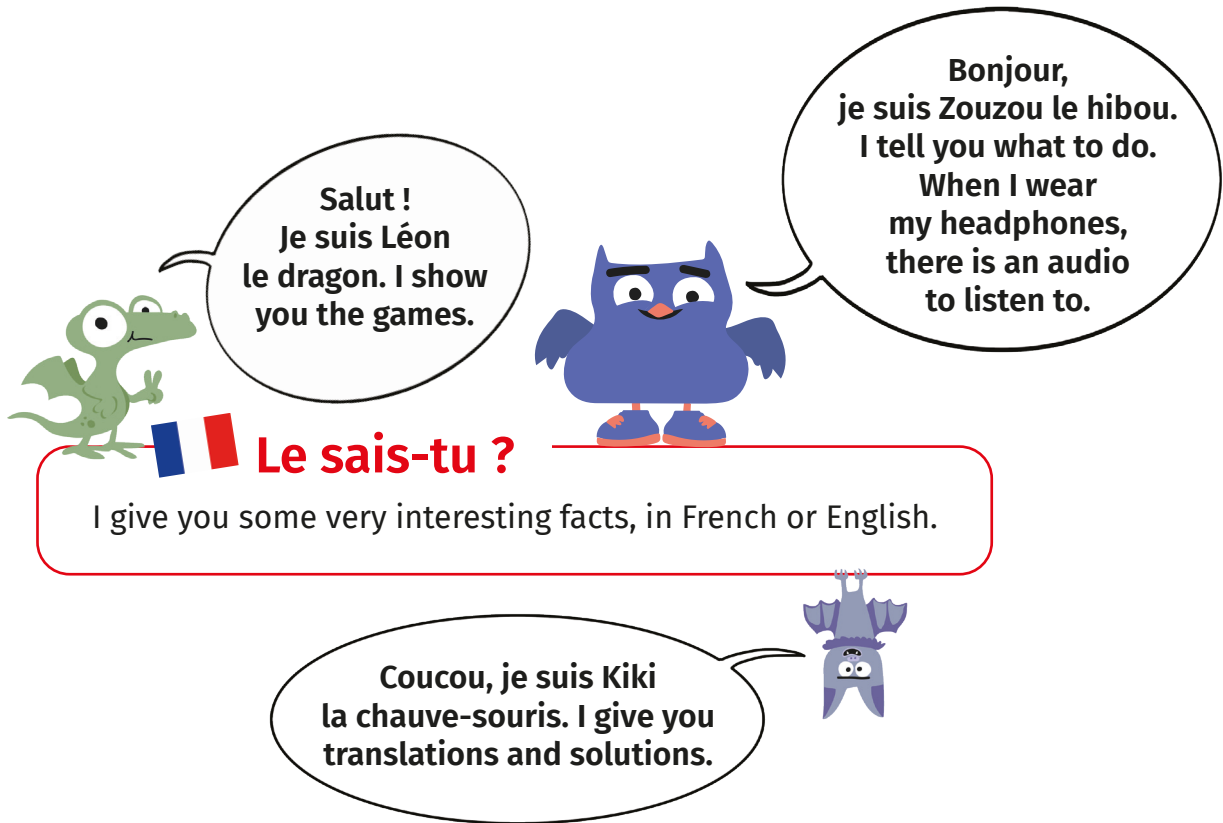 Salut !
Je suis Léon
le dragon. I show
you the games.
Bonjour,
je suis Zouzou le hibou.
I tell you what to do.
When I wear
my headphones,
there is an audio
to listen to.
Le sais-tu ?
I give you some very interesting facts, in French or English.
Coucou, je suis Kiki
la chauve-souris. I give you
translations and solutions.